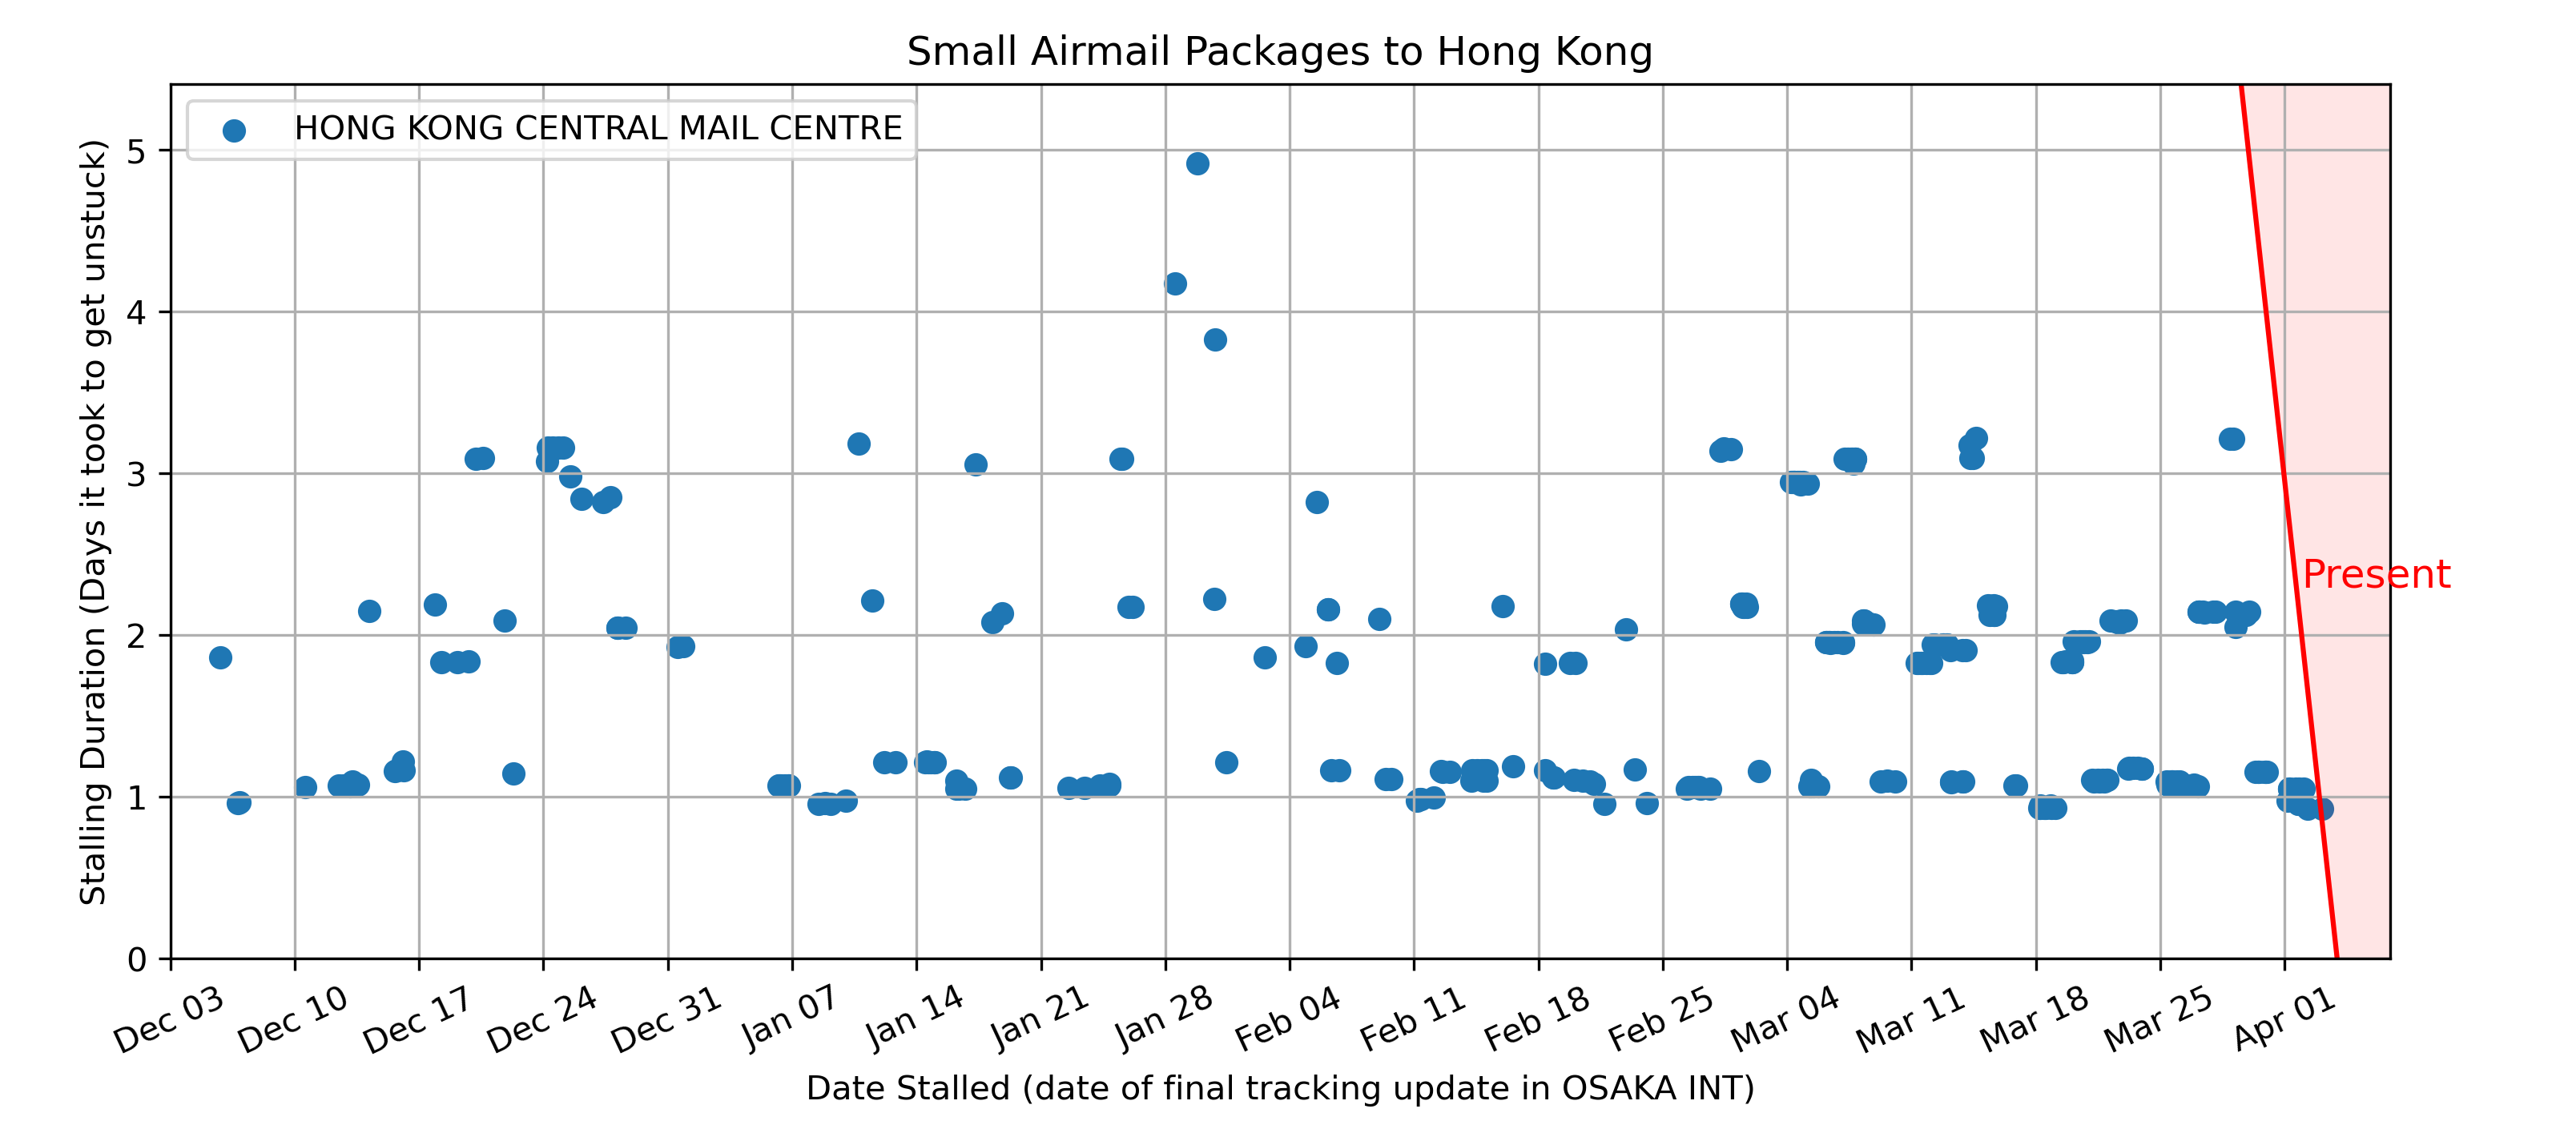 Small Airmail Packages to Hong Kong
HONG KONG CENTRAL MAIL CENTRE
Stalling Duration (Days it took to get unstuck)
5
4
3
2
1
0
Present
Dec 03
Dec 10
Dec 17
Dec 24
Dec 31
Jan 07
Jan 14
Jan 21
Jan 28
Feb 04
Feb 11
Feb 18
Feb 25
Mar 04
Mar 11
Mar 18
Mar 25
Apr 01
Date Stalled (date of final tracking update in OSAKA INT)